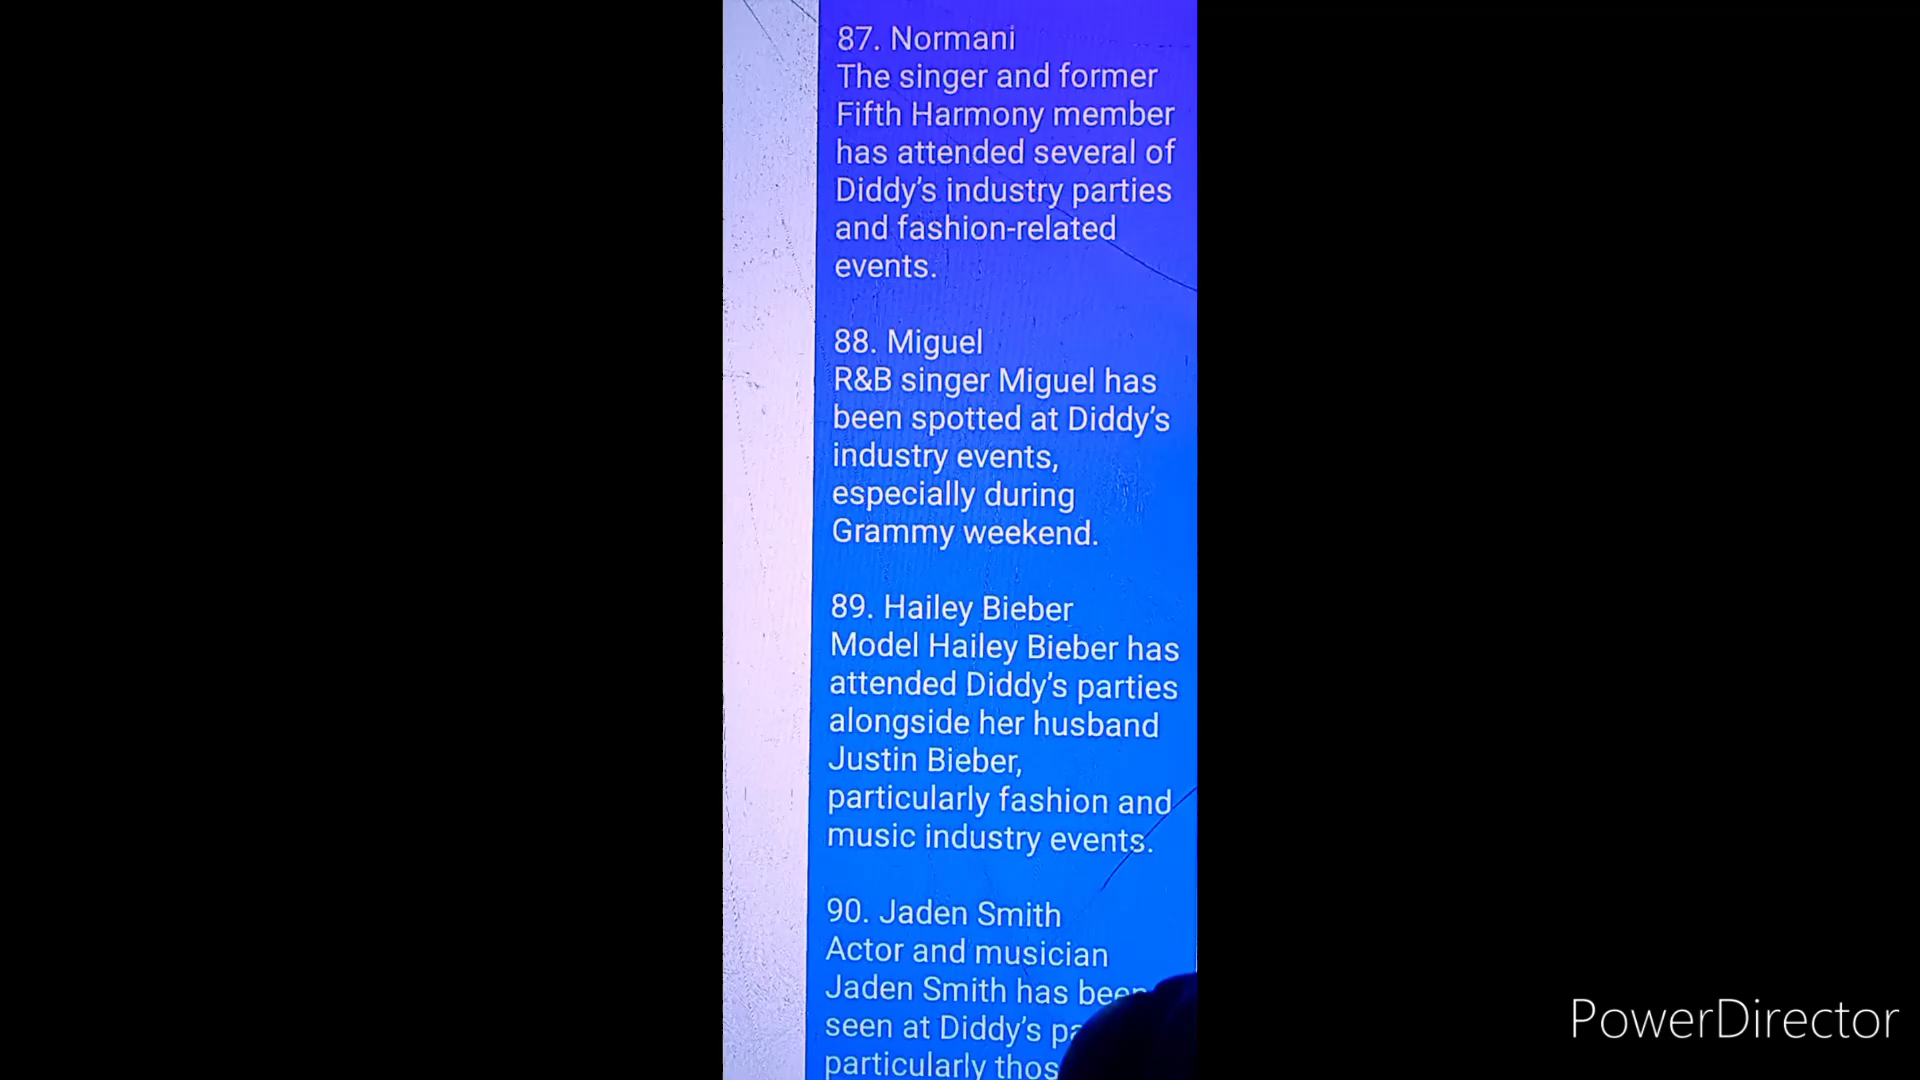 87. Normani
The singer and former
Fifth Harmony member
has attended several of
Diddy's industry parties
and fashion-related
events.
88. Miguel
R&B singer Miguel has
been spotted at Diddy's
industry events,
especially during
Grammy weekend.
89. Hailey Bieber
Model Hailey Bieber has
attended Diddy's parties
alongside her husband
Justin Bieber,
particularly fashion and
music industry events.
90. Jaden Smith
Actor and musician
Jaden Smith has been
seen at Diddy's
particularly
PowerDirector